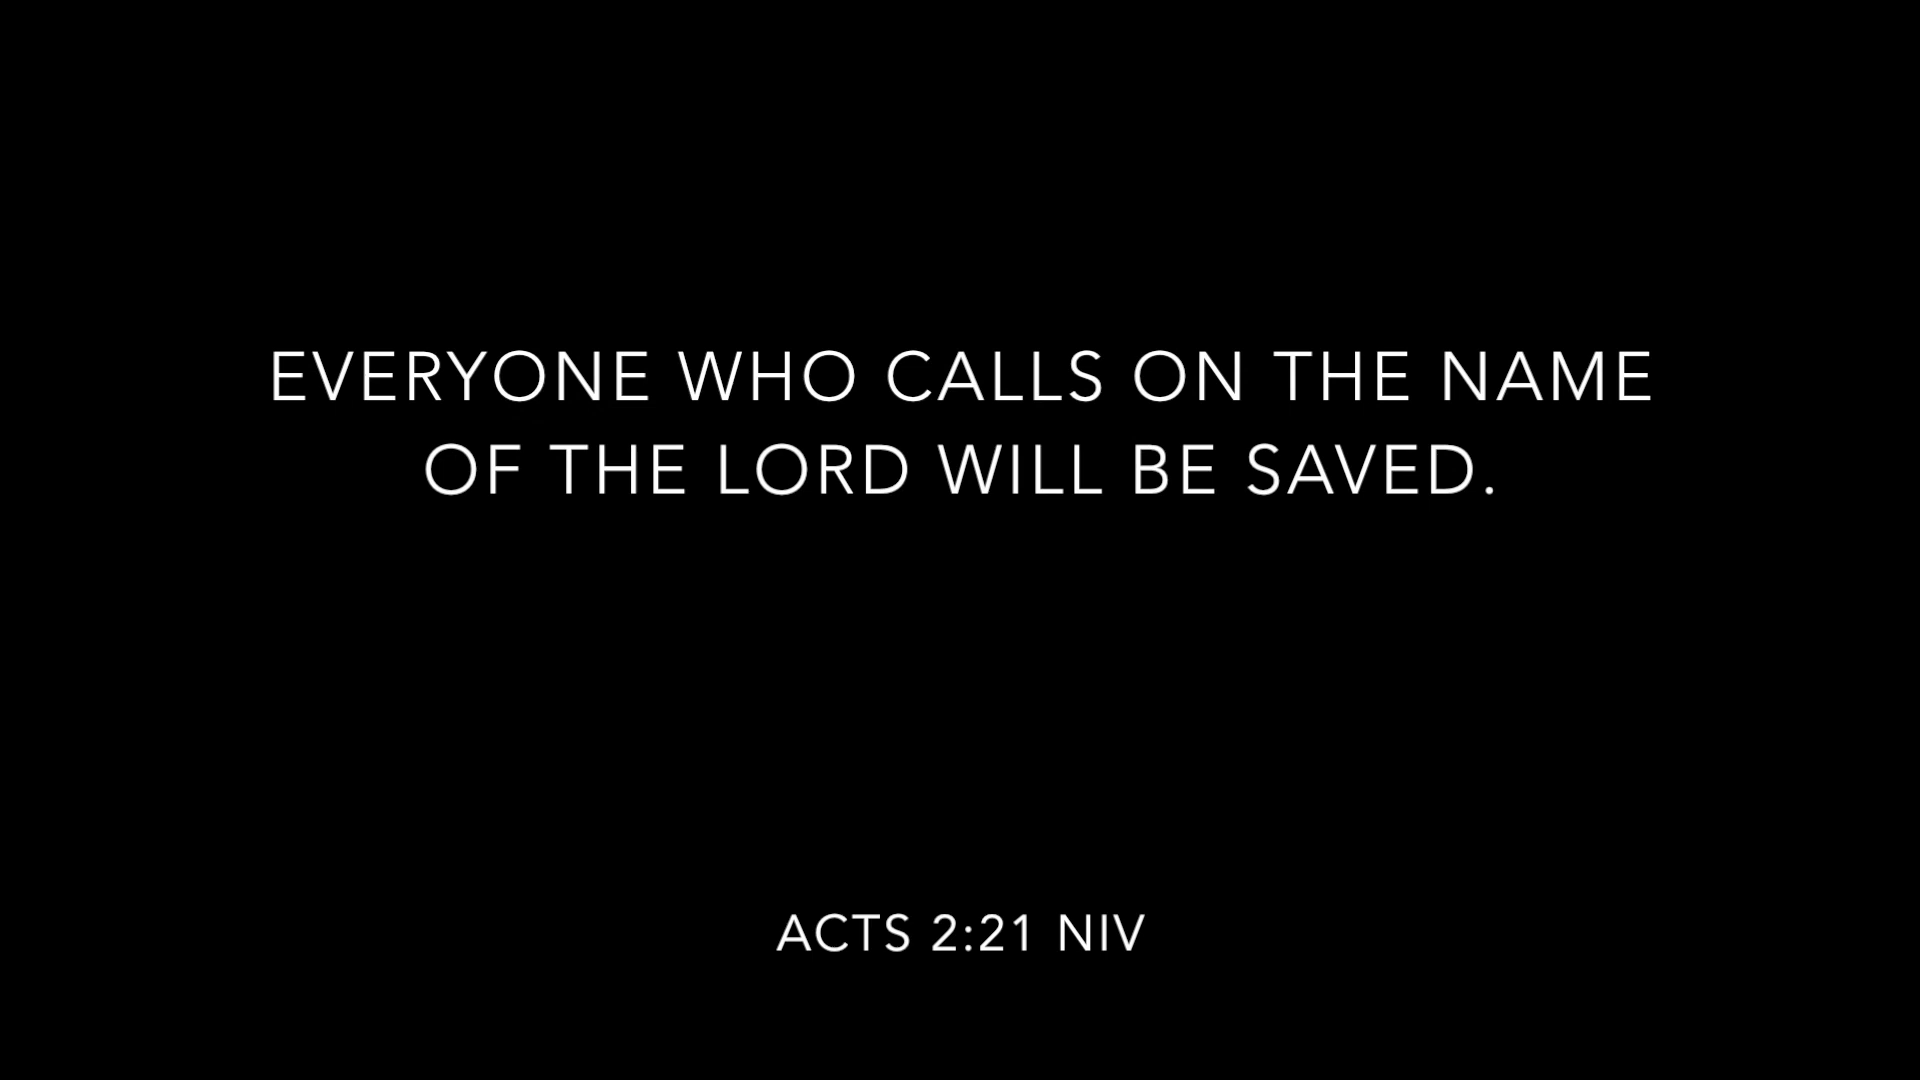 EVERYONE WHO CALLS ON THE NAME
OF THE LORD WILL BE SAVED.
ACTS 2:21 NIV